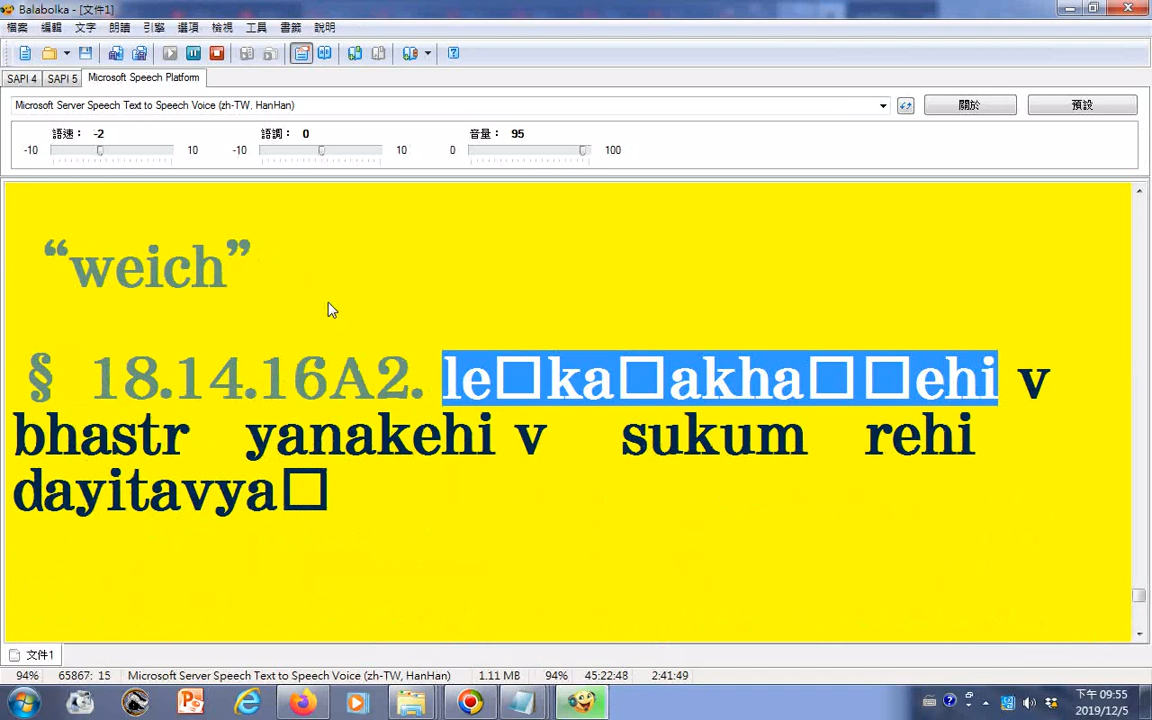 Balabolka - [文件1]
檔案 編輯 文字 朗讀 引擎 選項 檢視 工具 書籤 說明
SAPI 4 SAPI 5 Microsoft Speech Platform
Microsoft Server Speech Text to Speech Voice (zh-TW, HanHan) 關於 預設
語速： -2 語調： 0 音量： 95
-10 10 -10 10 0 100
“weich”
§ 18.14.16A2. le□ka□akha□□ehi v
bhastr yanakehi v sukum rehi
dayitavya□
文件1
94% 65867: 15 Microsoft Server Speech Text to Speech Voice (zh-TW, HanHan) 1.11 MB 94% 45:22:48 2:41:49
下午 09:55
2019/12/5